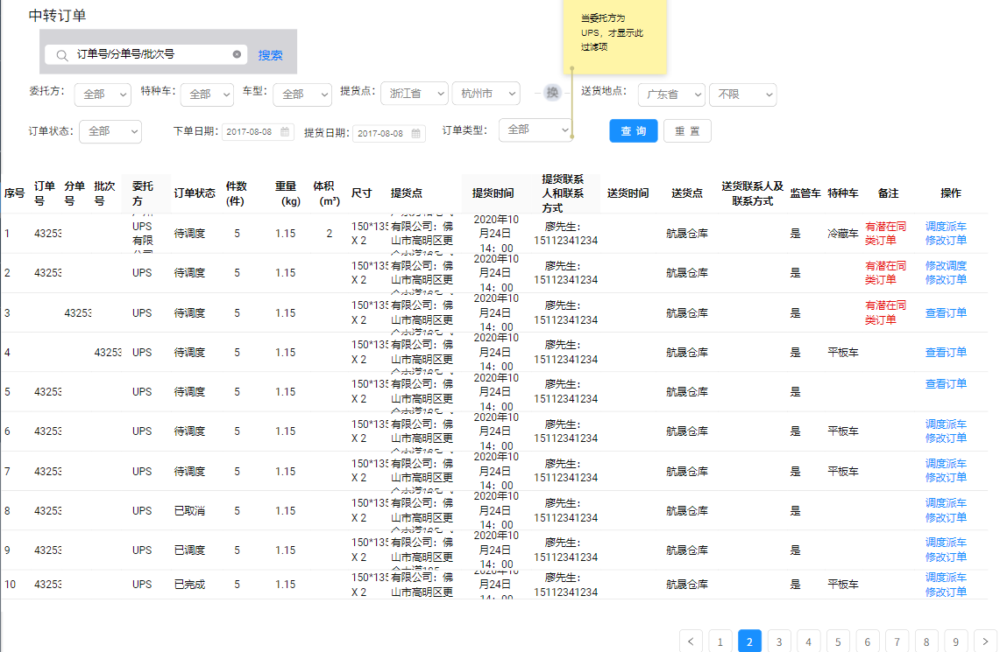 中转订单
当委托方为
UPS，才显示此
过滤项
订单号/分单号/批次号 搜索
委托方： 全部 特种车： 全部 车型： 全部 提货点： 浙江省 杭州市 换 送货地点： 广东省 不限
订单状态： 全部 下单日期： 2017-08-08 提货日期： 2017-08-08 订单类型： 全部 查 询 重 置
序号 订单号 分单号 批次号 委托方 订单状态 件数(件) 重量(kg) 体积(m³) 尺寸 提货点 提货时间 提货联系人和联系方式 送货时间 送货点 送货联系人及联系方式 监管车 特种车 备注 操作
1 43253 UPS有限 待调度 5 1.15 2 150*135 X 2 有限公司：佛山市高明区更 2020年10月24日14：00 廖先生：15112341234 航晟仓库 是 冷藏车 有潜在同类订单 调度派车 修改订单
2 43253 UPS 待调度 5 1.15 150*135 X 2 有限公司：佛山市高明区更 2020年10月24日14：00 廖先生：15112341234 航晟仓库 是 有潜在同类订单 修改调度 修改订单
3 43253 UPS 待调度 5 1.15 150*135 X 2 有限公司：佛山市高明区更 2020年10月24日14：00 廖先生：15112341234 航晟仓库 是 有潜在同类订单 查看订单
4 43253 UPS 待调度 5 1.15 150*135 X 2 有限公司：佛山市高明区更 2020年10月24日14：00 廖先生：15112341234 航晟仓库 是 平板车 查看订单
5 43253 UPS 待调度 5 1.15 150*135 X 2 有限公司：佛山市高明区更 2020年10月24日14：00 廖先生：15112341234 航晟仓库 是 查看订单
6 43253 UPS 待调度 5 1.15 150*135 X 2 有限公司：佛山市高明区更 2020年10月24日14：00 廖先生：15112341234 航晟仓库 是 平板车 调度派车 修改订单
7 43253 UPS 待调度 5 1.15 150*135 X 2 有限公司：佛山市高明区更 2020年10月24日14：00 廖先生：15112341234 航晟仓库 是 平板车 调度派车 修改订单
8 43253 UPS 已取消 5 1.15 150*135 X 2 有限公司：佛山市高明区更 2020年10月24日14：00 廖先生：15112341234 航晟仓库 是 调度派车 修改订单
9 43253 UPS 已调度 5 1.15 150*135 X 2 有限公司：佛山市高明区更 2020年10月24日14：00 廖先生：15112341234 航晟仓库 是 调度派车 修改订单
10 43253 UPS 已完成 5 1.15 150*135 X 2 有限公司：佛山市高明区更 2020年10月24日14：00 廖先生：15112341234 航晟仓库 是 平板车 调度派车 修改订单
< 1 2 3 4 5 6 7 8 9 >